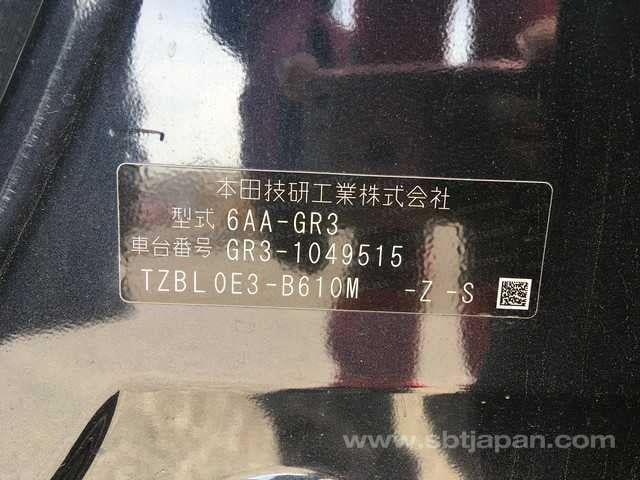 本田技研工業株式会社
型式 6AA-GR3
車台番号 GR3-1049515
TZBL0E3-B610M -Z -S
www.sbtjapan.com